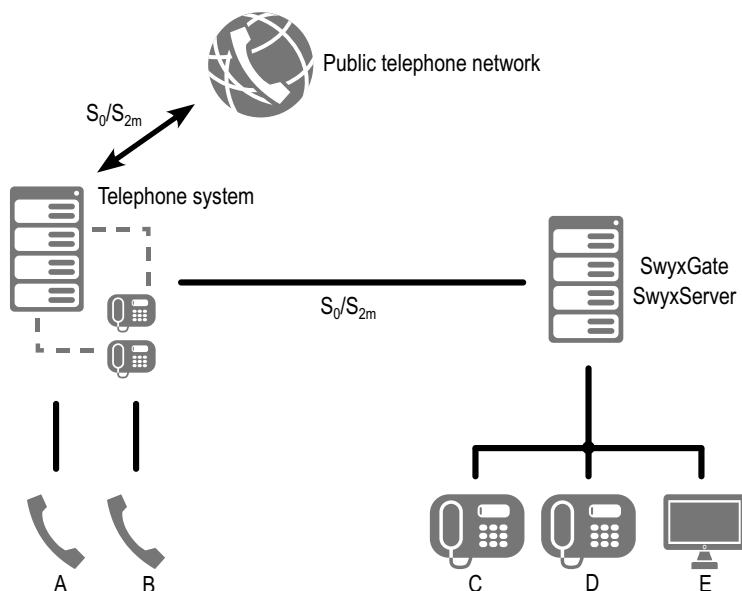 Public telephone network
S₀/S₂ₘ
Telephone system
SwyxGate
SwyxServer
S₀/S₂ₘ
A
B
C
D
E